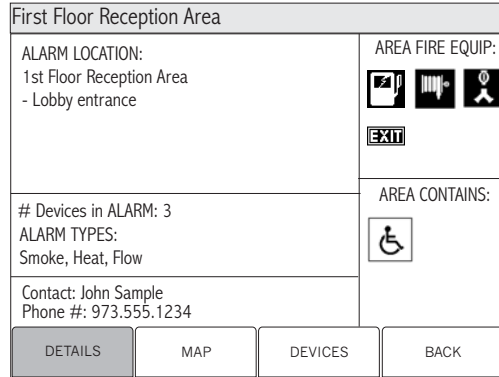 First Floor Reception Area
ALARM LOCATION:
1st Floor Reception Area
- Lobby entrance
AREA FIRE EQUIP:
EXIT
# Devices in ALARM: 3
ALARM TYPES:
Smoke, Heat, Flow
AREA CONTAINS:
Contact: John Sample
Phone #: 973.555.1234
DETAILS
MAP
DEVICES
BACK